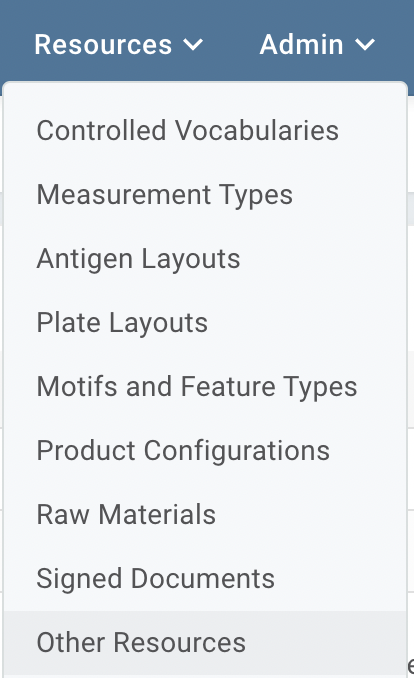 Resources Admin
Controlled Vocabularies
Measurement Types
Antigen Layouts
Plate Layouts
Motifs and Feature Types
Product Configurations
Raw Materials
Signed Documents
Other Resources